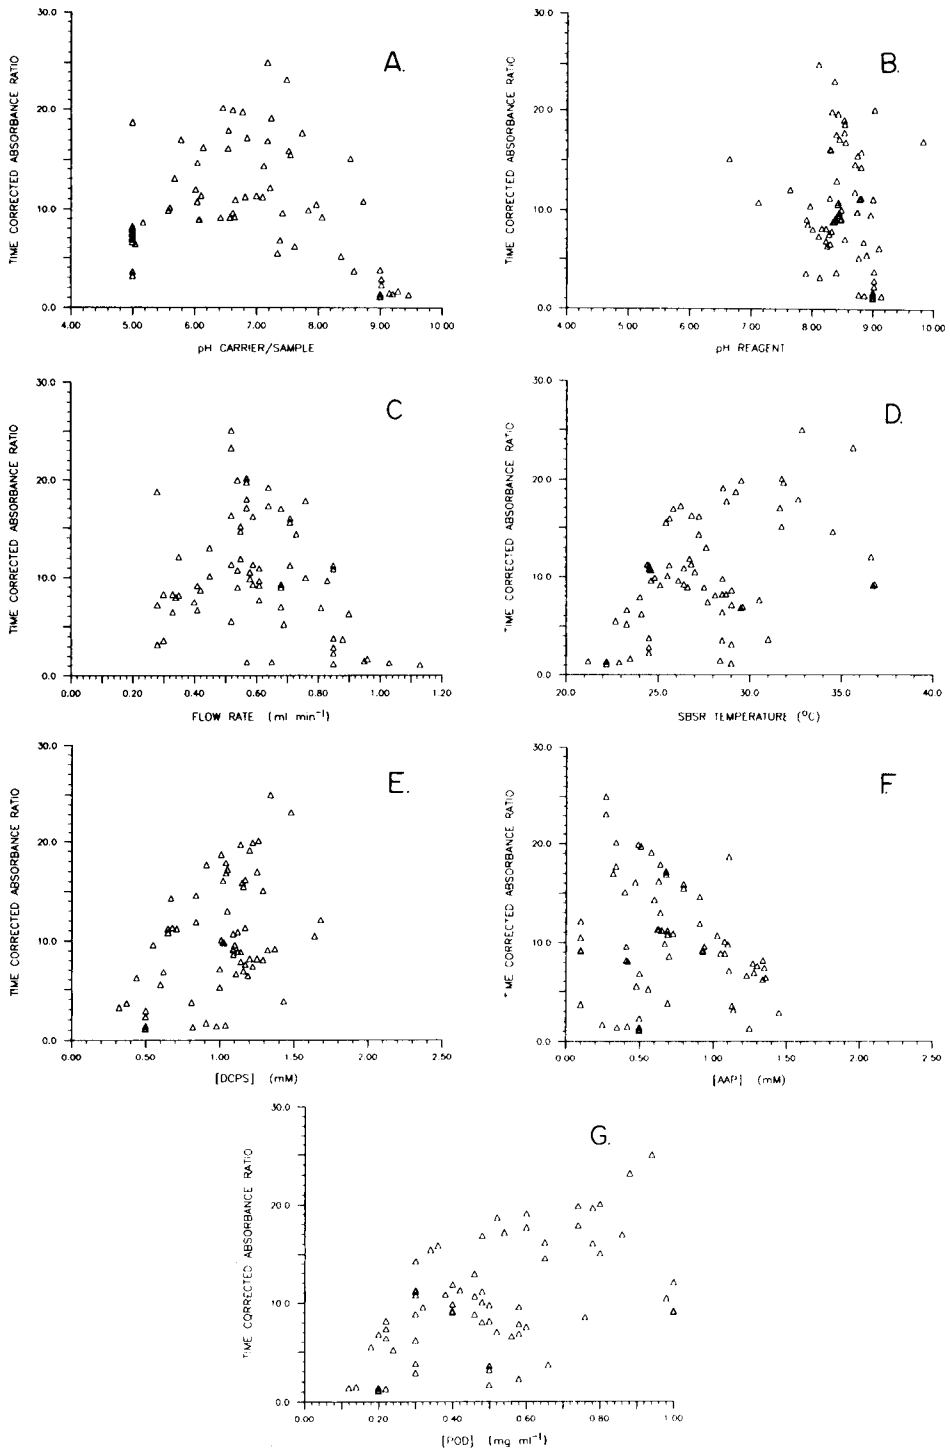 A.
TIME CORRECTED ABSORBANCE RATIO
30.0
20.0
10.0
0.0
4.00 5.00 6.00 7.00 8.00 9.00 10.00
pH CARRIER/SAMPLE
B.
TIME CORRECTED ABSORBANCE RATIO
30.0
20.0
10.0
0.0
4.00 5.00 6.00 7.00 8.00 9.00 10.00
pH REAGENT
C
TIME CORRECTED ABSORBANCE RATIO
30.0
20.0
10.0
0.0
0.00 0.20 0.40 0.60 0.80 1.00 1.20
FLOW RATE (ml min⁻¹)
D.
TIME CORRECTED ABSORBANCE RATIO
30.0
20.0
10.0
0.0
20.0 25.0 30.0 35.0 40.0
SBSR TEMPERATURE (°C)
E.
TIME CORRECTED ABSORBANCE RATIO
30.0
20.0
10.0
0.0
0.00 0.50 1.00 1.50 2.00 2.50
[DCPS] (mM)
F
TIME CORRECTED ABSORBANCE RATIO
30.0
20.0
10.0
0.0
0.00 0.50 1.00 1.50 2.00 2.50
[AAP] (mM)
G.
TIME CORRECTED ABSORBANCE RATIO
30.0
20.0
10.0
0.0
0.00 0.20 0.40 0.60 0.80 1.00
[POD] (mg ml⁻¹)